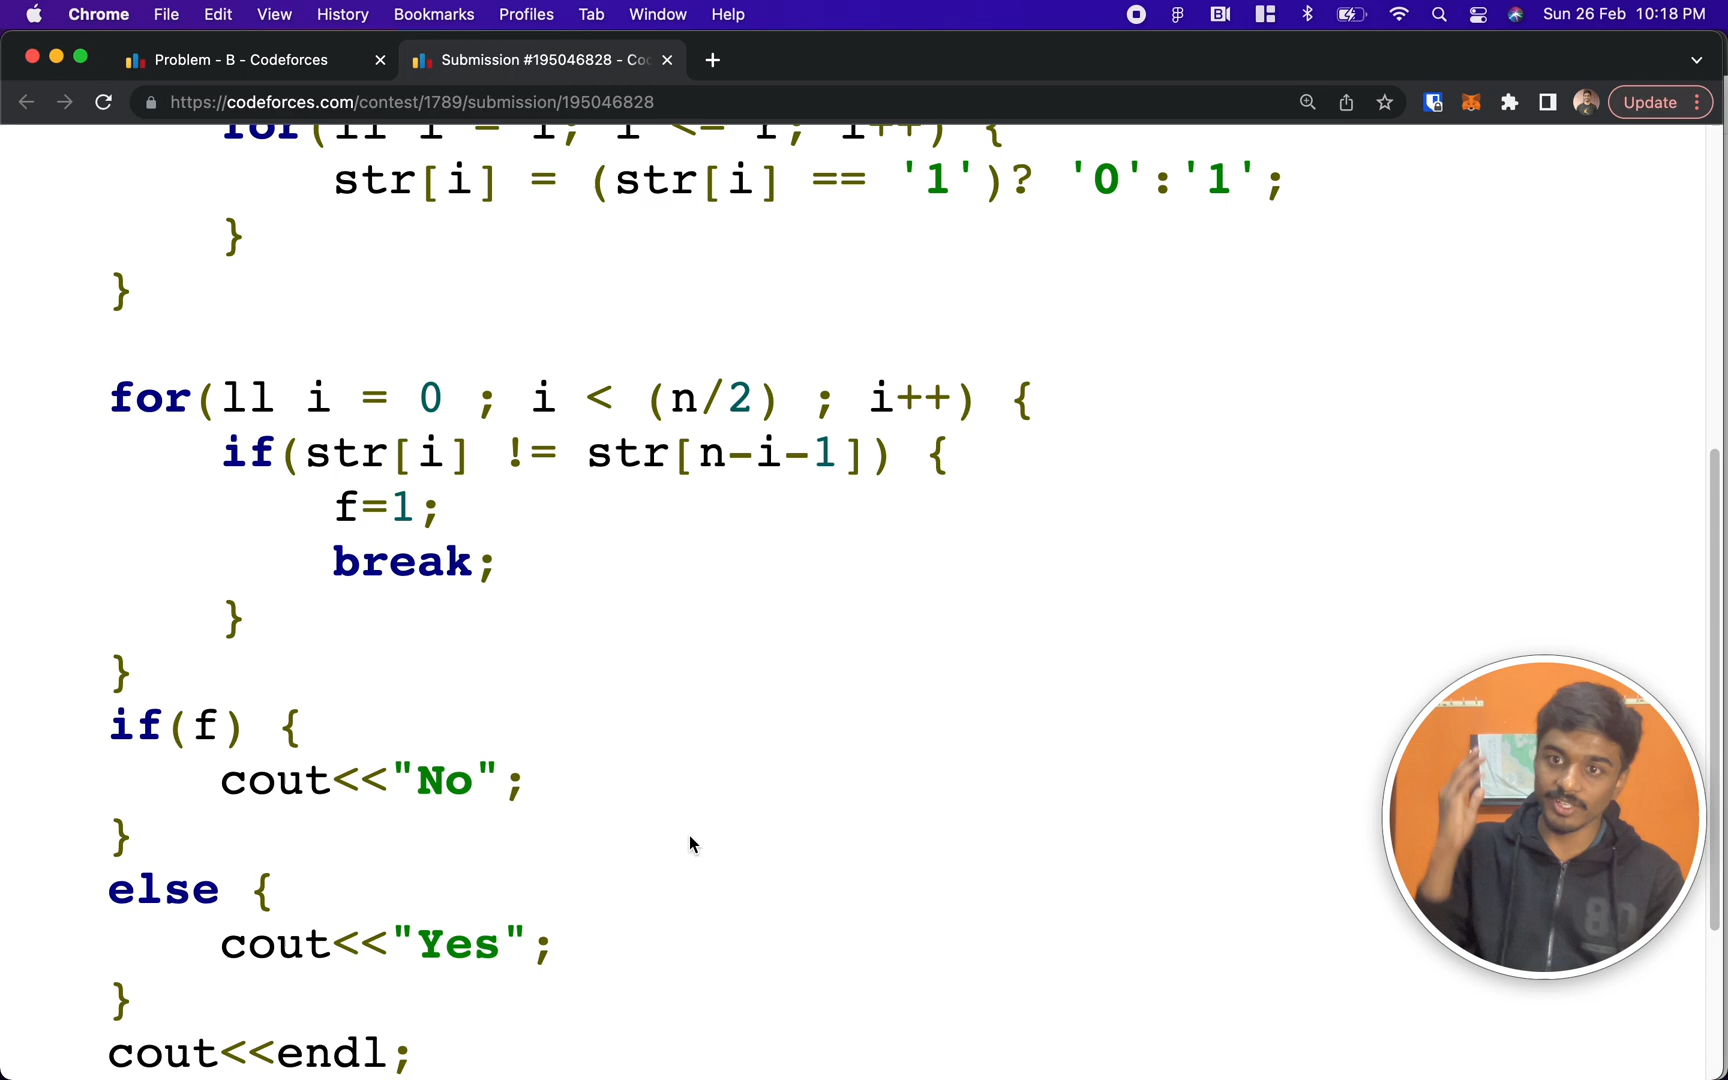 Chrome File Edit View History Bookmarks Profiles Tab Window Help Sun 26 Feb 10:18 PM
Problem - B - Codeforces Submission #195046828 - Co
https://codeforces.com/contest/1789/submission/195046828 Update
for(ll i = l; i <= r; i++) {
str[i] = (str[i] == '1')? '0':'1';
}
}
for(ll i = 0 ; i < (n/2) ; i++) {
if(str[i] != str[n-i-1]) {
f=1;
break;
}
}
if(f) {
cout<<"No";
}
else {
cout<<"Yes";
}
cout<<endl;